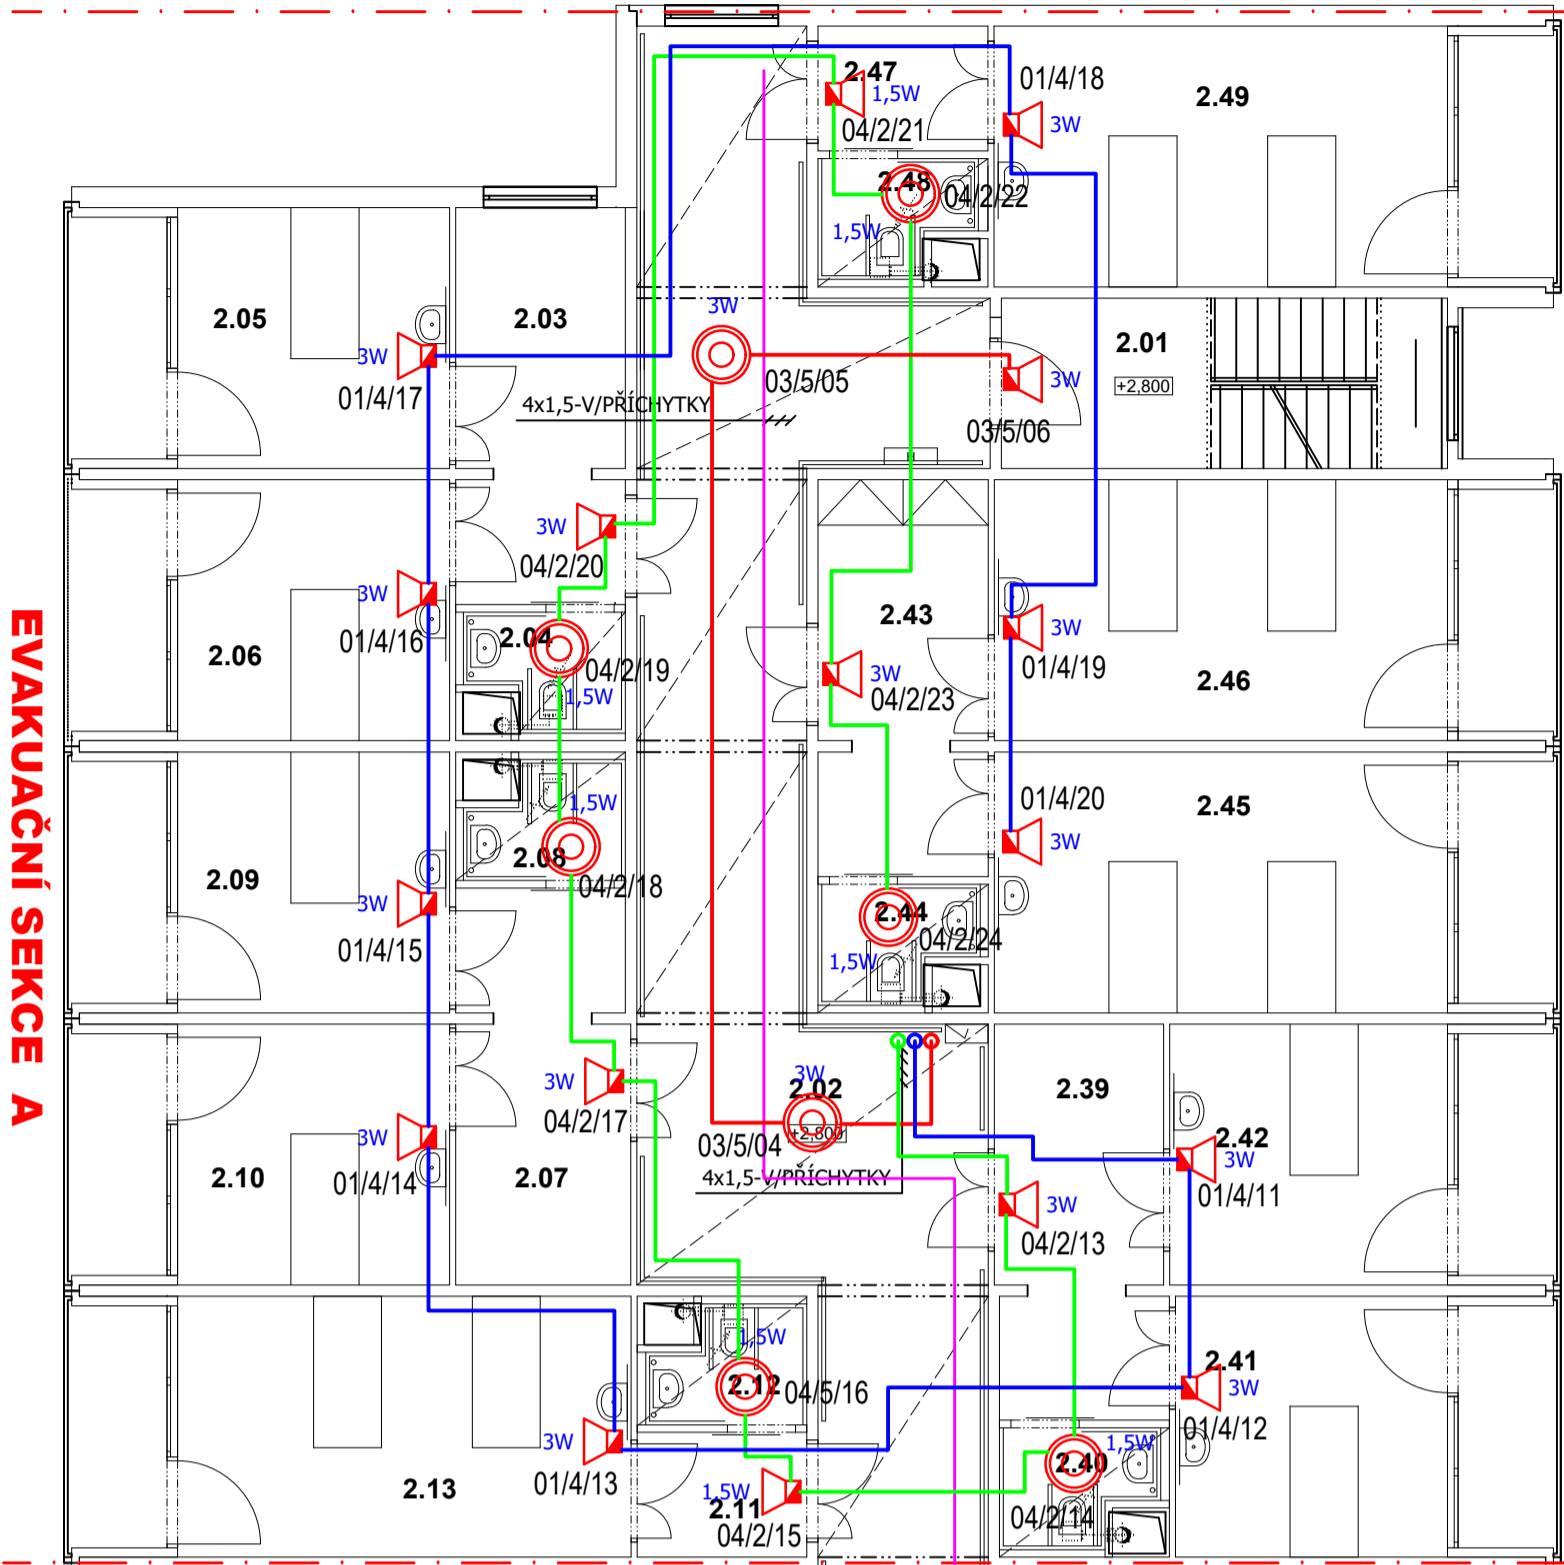 2.47
1,5W
04/2/21
01/4/18
3W
2.49
2.48
04/2/22
1,5W
2.05
2.03
3W
3W
01/4/17
03/5/05
4x1,5-V/PŘÍCHYTKY
2.01
+2,800
3W
03/5/06
3W
04/2/20
3W
01/4/16
2.06
2.04
04/2/19
1,5W
2.43
3W
04/2/23
3W
01/4/19
2.46
EVAKUAČNÍ SEKCE A
1,5W
2.08
04/2/18
2.09
3W
01/4/15
01/4/20
3W
2.45
2.44
04/2/24
1,5W
3W
2.02
+2,800
03/5/04
4x1,5-V/PŘÍCHYTKY
3W
04/2/17
2.39
2.42
3W
01/4/11
3W
01/4/14
2.10
2.07
3W
04/2/13
1,5W
2.12
04/5/16
2.41
3W
01/4/12
3W
01/4/13
2.13
1,5W
2.11
04/2/15
1,5W
2.40
04/2/14